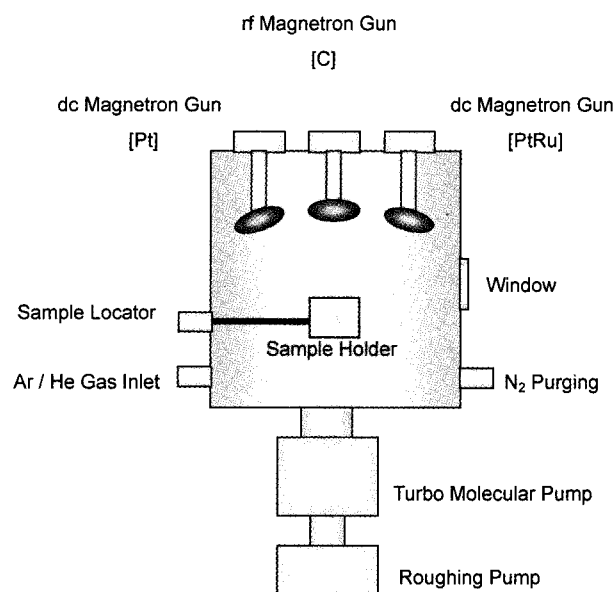 rf Magnetron Gun
[C]
dc Magnetron Gun
[Pt]
dc Magnetron Gun
[PtRu]
Window
Sample Locator
Sample Holder
Ar / He Gas Inlet
N₂ Purging
Turbo Molecular Pump
Roughing Pump